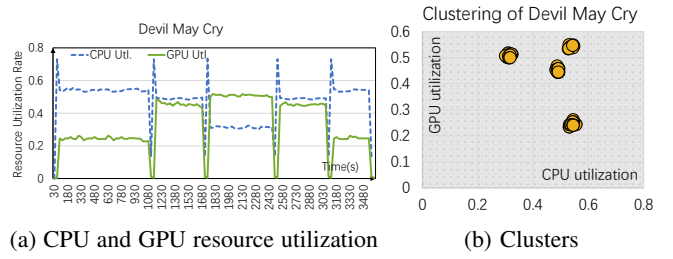 Devil May Cry
CPU Utl.
GPU Utl.
Resource Utilization Rate
0.8
0.6
0.4
0.2
0
Time(s)
30 180 330 480 630 780 930 1080 1230 1380 1530 1680 1830 1980 2130 2280 2430 2580 2730 2880 3030 3180 3330 3480
(a) CPU and GPU resource utilization
Clustering of Devil May Cry
GPU utilization
0.6
0.5
0.4
0.3
0.2
0.1
0
CPU utilization
0 0.2 0.4 0.6 0.8
(b) Clusters